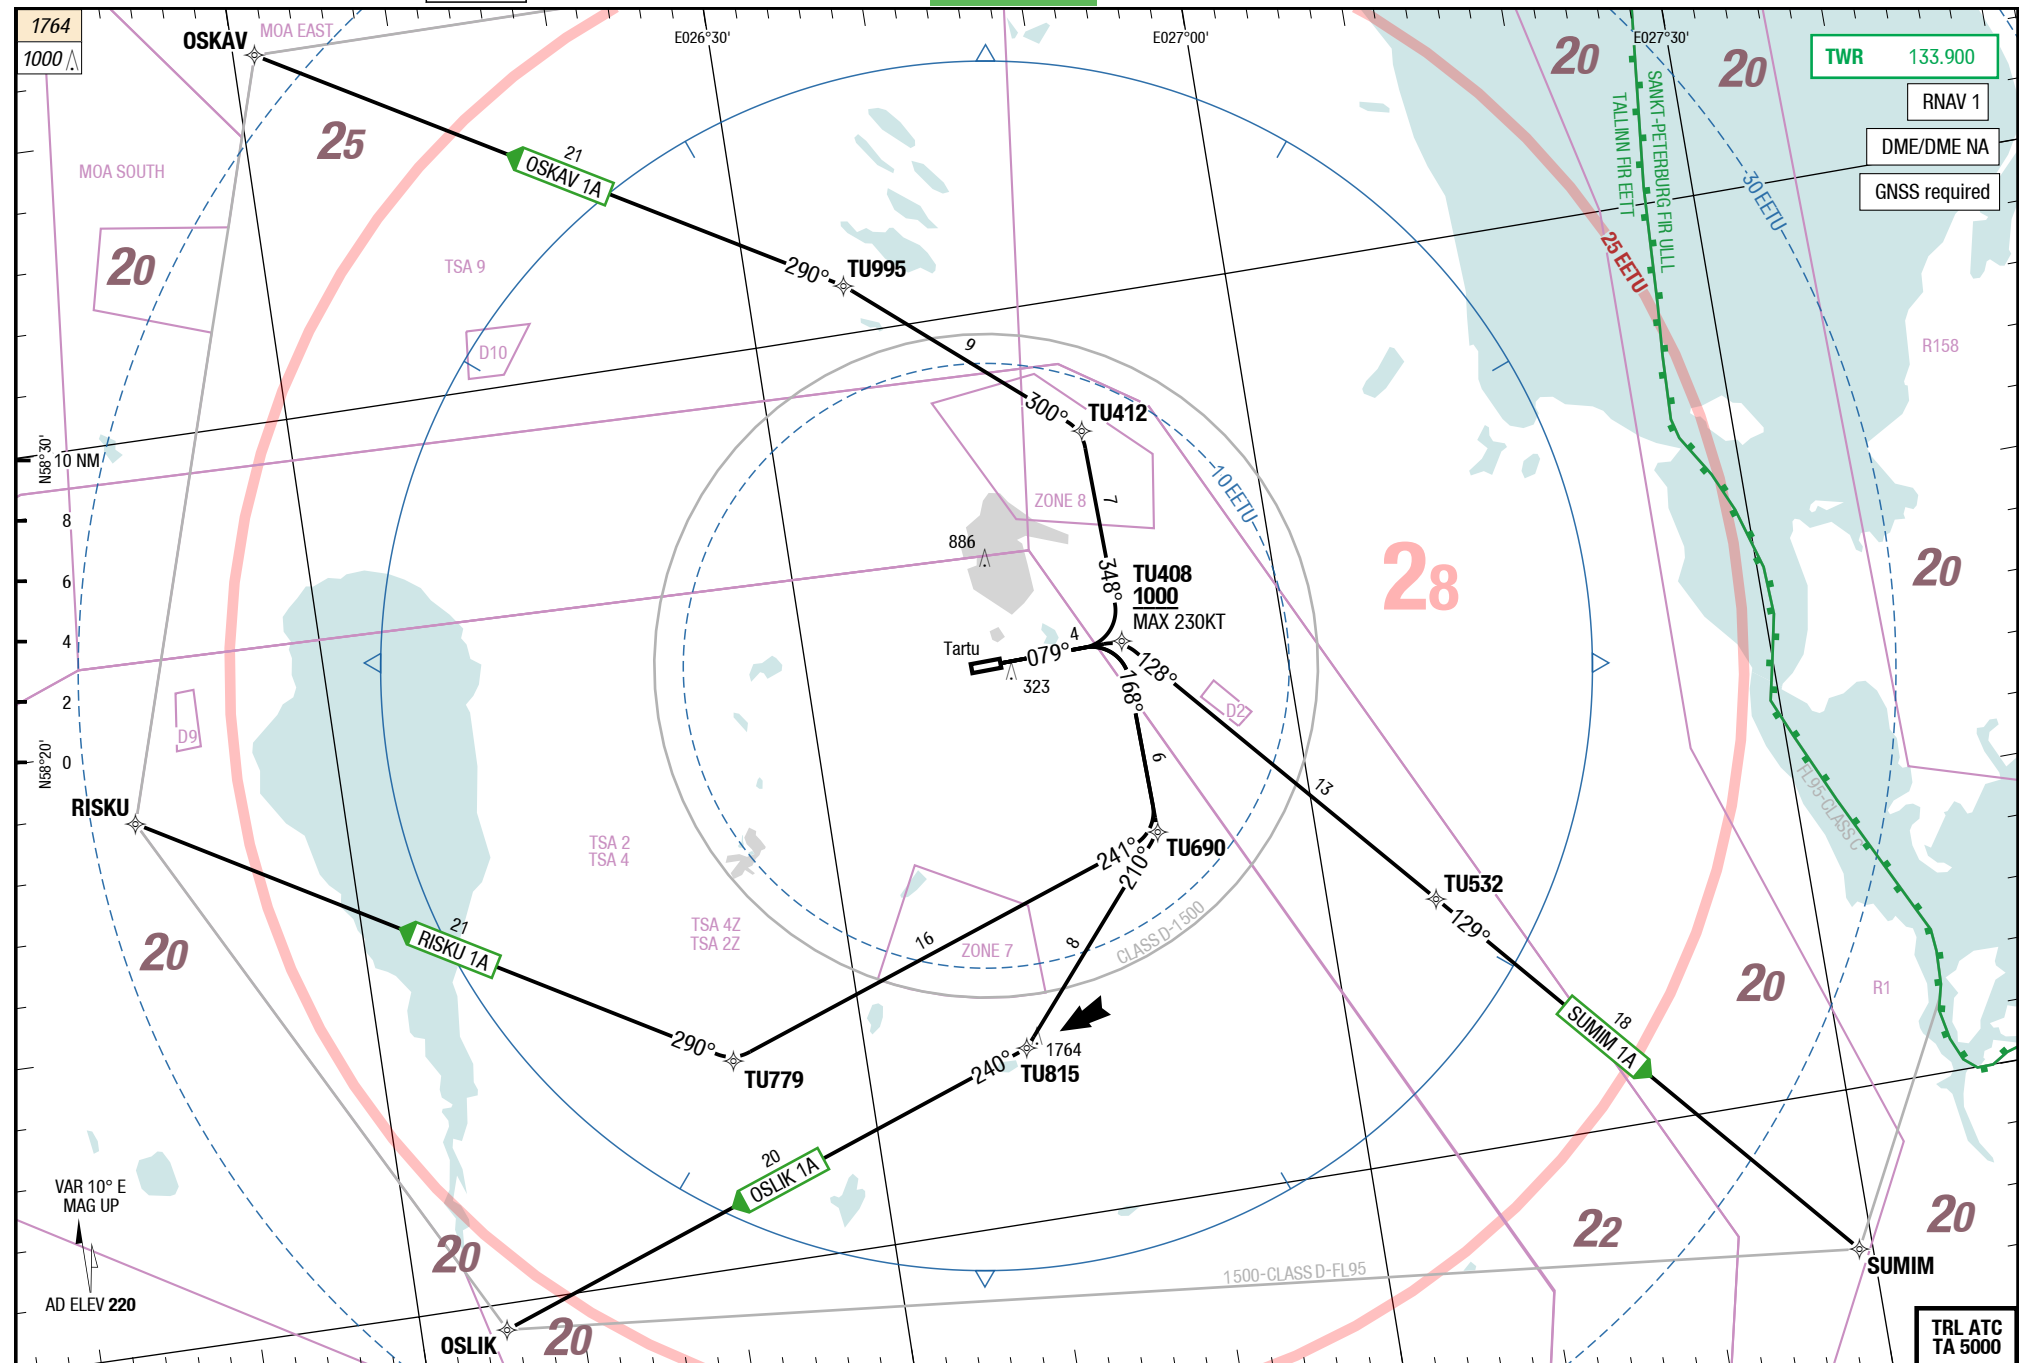 1764
1000
OSKAV
MOA EAST
E026°30'
E027°00'
E027°30'
TWR 133.900
RNAV 1
DME/DME NA
GNSS required
20
20
25
21
OSKAV 1A
MOA SOUTH
SANKT-PETERBURG FIR ULLL
TALLINN FIR EETT
30 EETU
25 EETU
20
TSA 9
290°
TU995
D10
9
R158
300°
TU412
N58°30'
10 NM
10 EETU
8
ZONE 8
7
886
6
348°
TU408
1000
MAX 230KT
28
20
4
Tartu
4
079°
323
128°
168°
2
D2
D9
6
N58°20'
0
13
FL95-CLASS C
RISKU
TSA 2
TSA 4
241°
210°
TU690
TU532
129°
21
RISKU 1A
TSA 4Z
TSA 2Z
16
ZONE 7
8
CLASS D-1500
20
20
R1
18
SUMIM 1A
290°
TU779
240°
1764
TU815
20
OSLIK 1A
VAR 10° E
MAG UP
AD ELEV 220
20
22
20
1500-CLASS D-FL95
SUMIM
OSLIK
20
TRL ATC
TA 5000